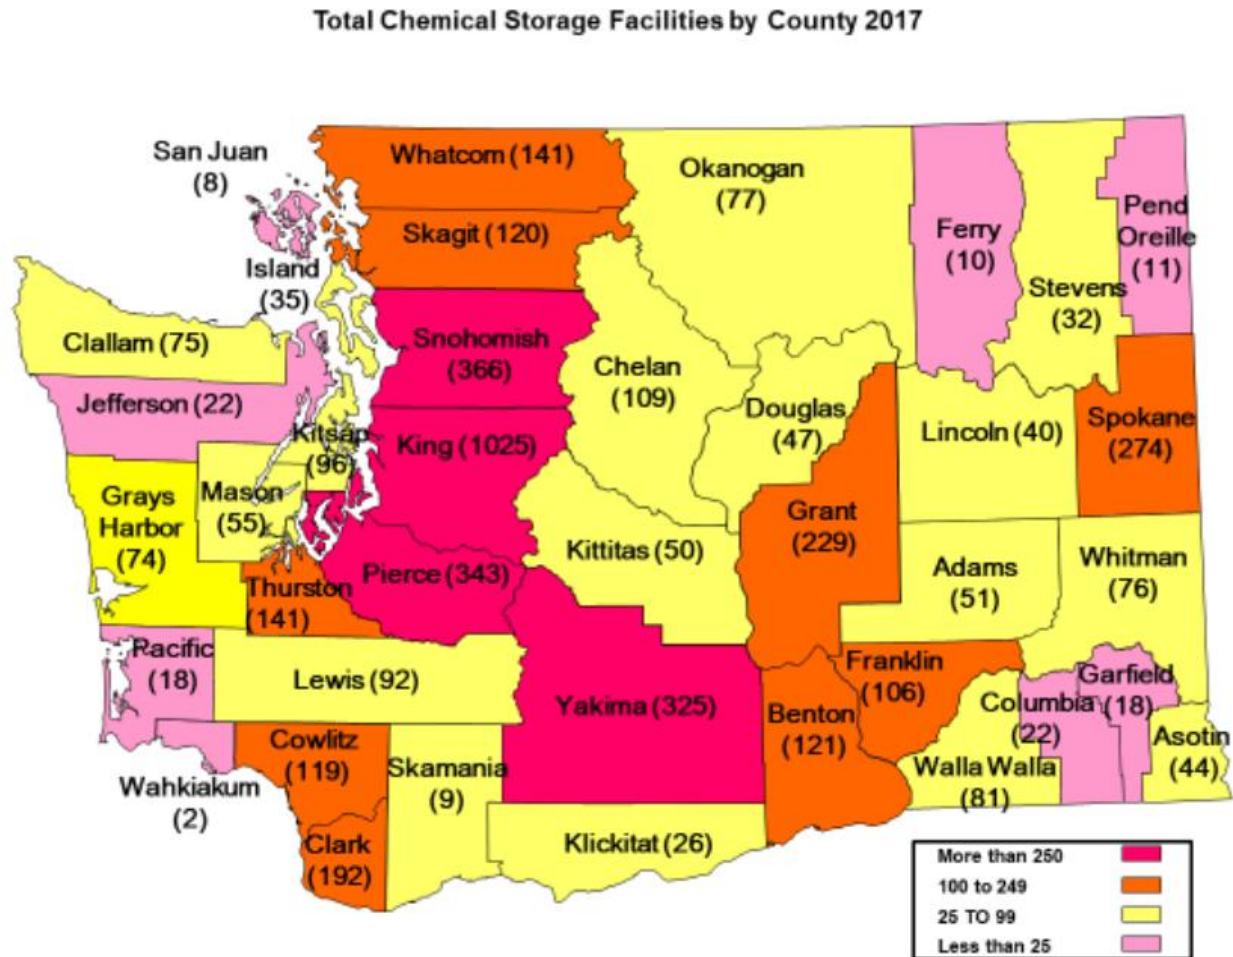 Total Chemical Storage Facilities by County 2017
San Juan
(8)
Whatcom (141)
Okanogan
(77)
Ferry
(10)
Pend
Oreille
(11)
Skagit (120)
Island
(35)
Stevens
(32)
Clallam (75)
Snohomish
(366)
Chelan
(109)
Jefferson (22)
Douglas
(47)
Lincoln (40)
Spokane
(274)
Kitsap
(96)
King (1025)
Grays
Harbor
(74)
Mason
(55)
Grant
(229)
Kittitas (50)
Adams
(51)
Whitman
(76)
Thurston
(141)
Pierce (343)
Pacific
(18)
Lewis (92)
Yakima (325)
Franklin
(106)
Garfield
(18)
Columbia
(22)
Benton
(121)
Asotin
(44)
Cowlitz
(119)
Skamania
(9)
Walla Walla
(81)
Wahkiakum
(2)
Clark
(192)
Klickitat (26)
More than 250
100 to 249
25 TO 99
Less than 25